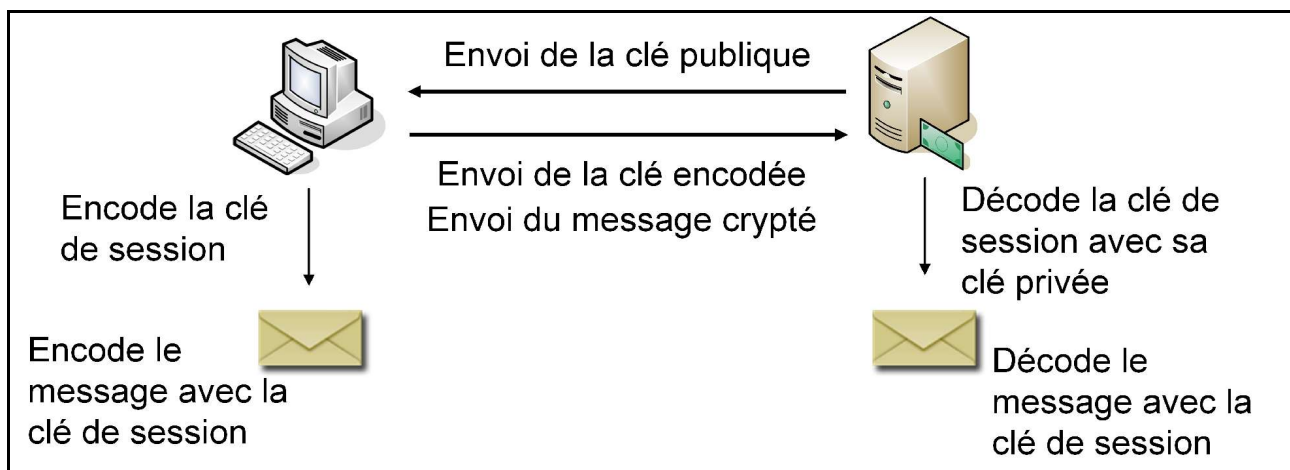 Envoi de la clé publique
Envoi de la clé encodée
Envoi du message crypté
Encode la clé
de session
Décode la clé de
session avec sa
clé privée
Encode le
message avec la
clé de session
Décode le
message avec la
clé de session